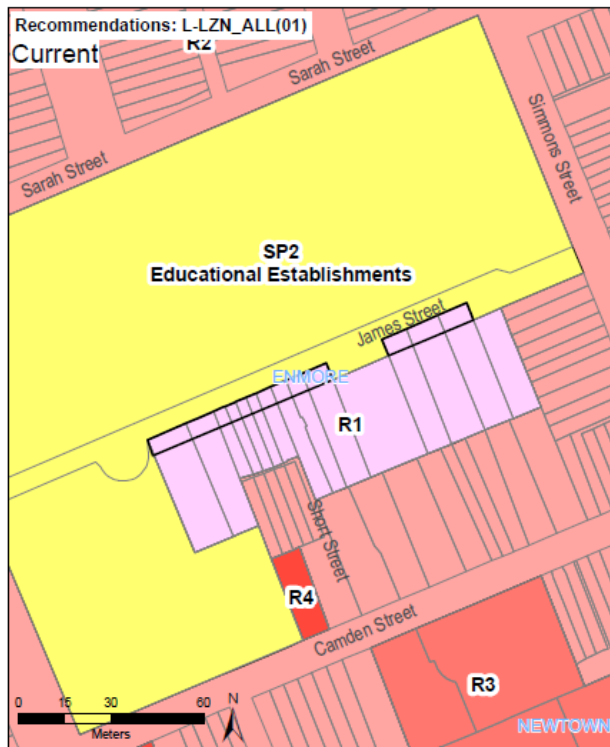 Recommendations: L-LZN_ALL(01)
Current
R2
Sarah Street
Sarah Street
Simmons Street
SP2
Educational Establishments
James Street
ENMORE
R1
Short Street
R4
Camden Street
R3
0 15 30 60
Meters
N
NEWTOWN